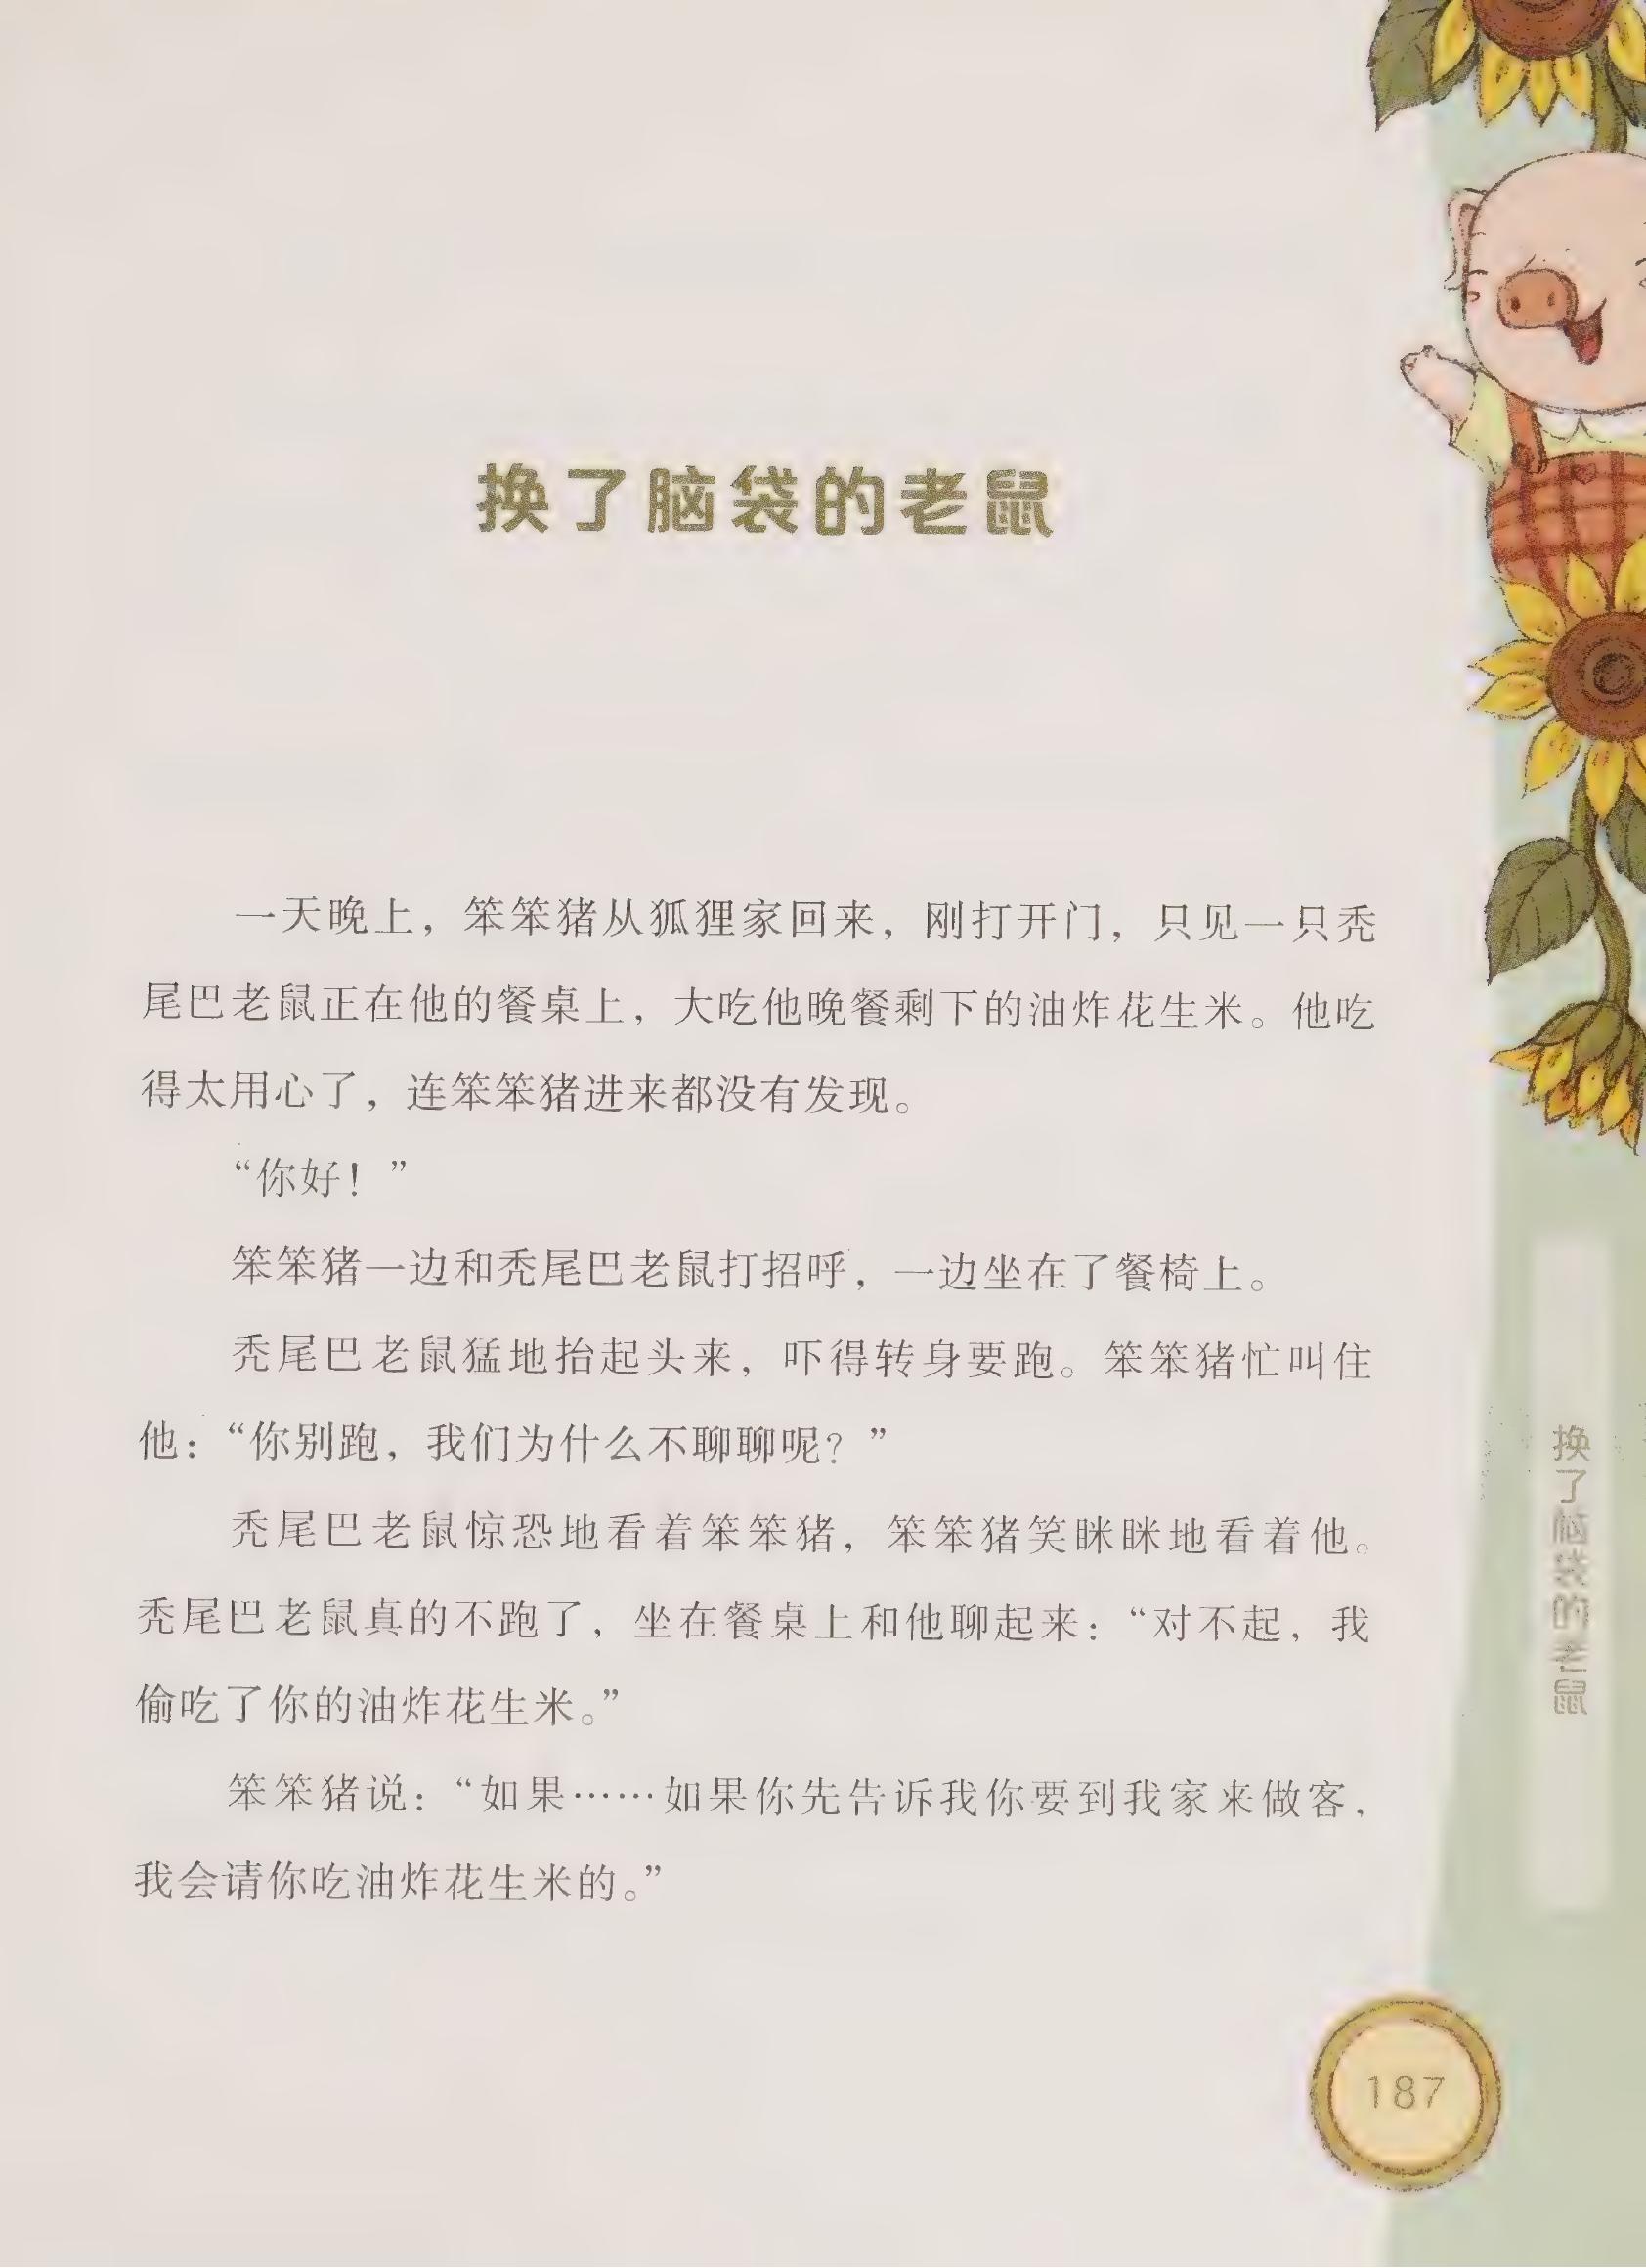 换了脑袋的老鼠
一天晚上，笨笨猪从狐狸家回来，刚打开门，只见一只秃
尾巴老鼠正在他的餐桌上，大吃他晚餐剩下的油炸花生米。他吃
得太用心了，连笨笨猪进来都没有发现。
“你好！”
笨笨猪一边和秃尾巴老鼠打招呼，一边坐在了餐椅上。
秃尾巴老鼠猛地抬起头来，吓得转身要跑。笨笨猪忙叫住
他：“你别跑，我们为什么不聊聊呢？”
秃尾巴老鼠惊恐地看着笨笨猪，笨笨猪笑眯眯地看着他。
秃尾巴老鼠真的不跑了，坐在餐桌上和他聊起来：“对不起，我
偷吃了你的油炸花生米。”
笨笨猪说：“如果……如果你先告诉我你要到我家来做客，
我会请你吃油炸花生米的。”
换了脑袋的老鼠
187